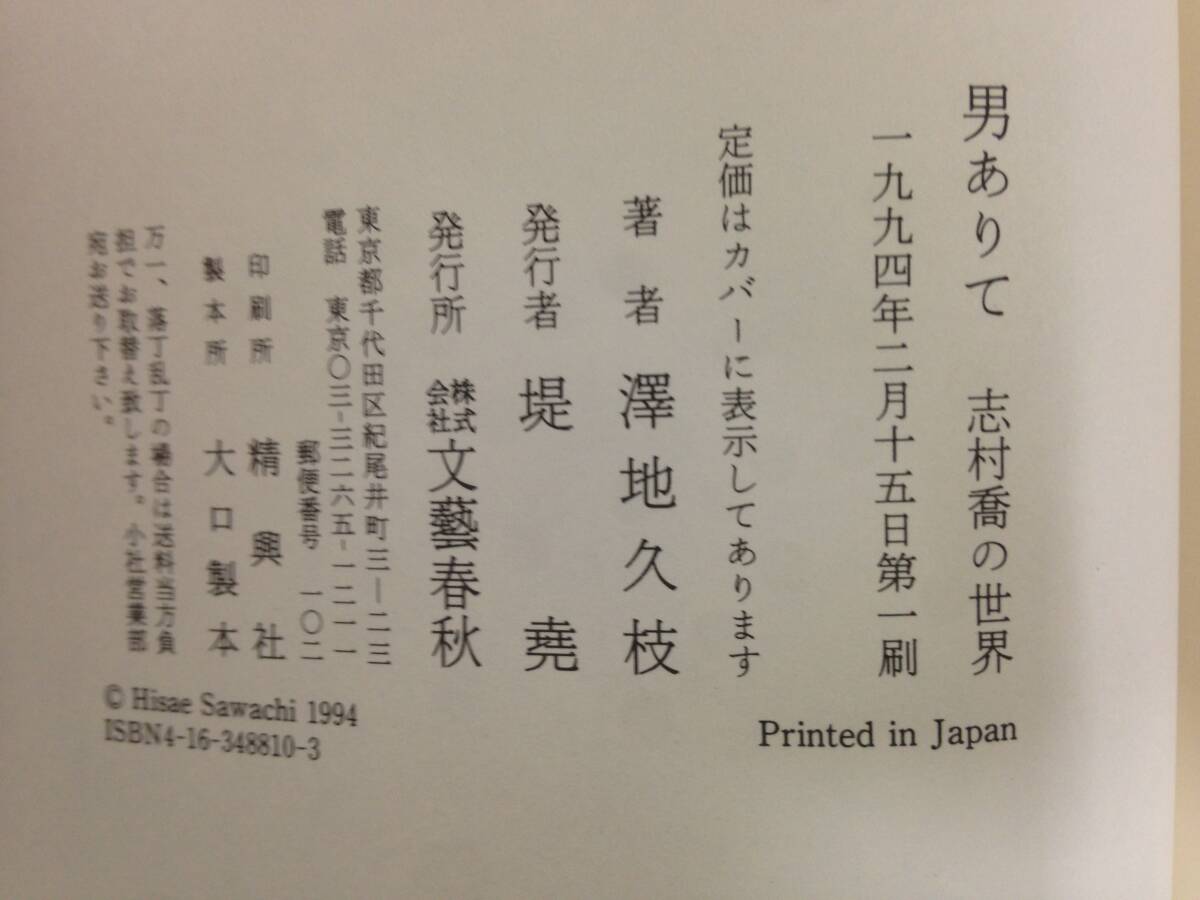 男ありて 志村喬の世界
一九九四年二月十五日第一刷
定価はカバーに表示してあります
著者 澤地久枝
発行者 堤堯
発行所 株式会社文藝春秋
東京都千代田区紀尾井町三―二三
電話 東京〇三-三二六五-一二一一
郵便番号 一〇二
印刷所 精興社
製本所 大口製本
万一、落丁乱丁の場合は送料当方負
担でお取替え致します。小社営業部
宛お送り下さい。
© Hisae Sawachi 1994
ISBN4-16-348810-3
Printed in Japan